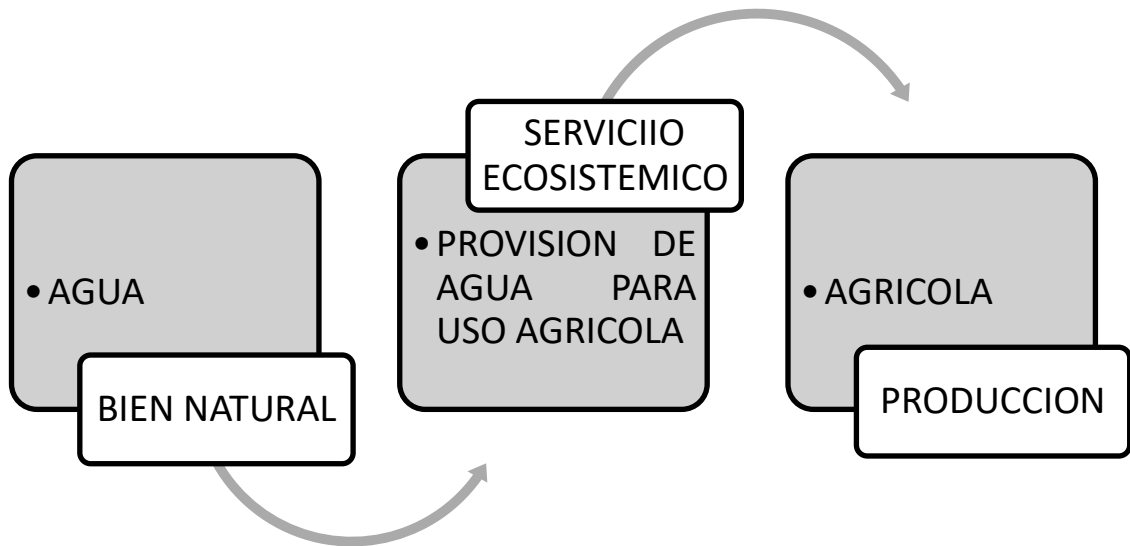 • AGUA
BIEN NATURAL
SERVICIIO
ECOSISTEMICO
• PROVISION DE
AGUA PARA
USO AGRICOLA
• AGRICOLA
PRODUCCION